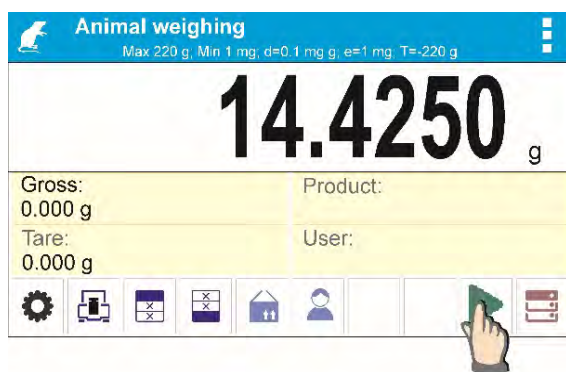 Animal weighing
Max 220 g; Min 1 mg; d=0.1 mg g; e=1 mg; T=-220 g
14.4250 g
Gross:
0.000 g
Product:
Tare:
0.000 g
User: